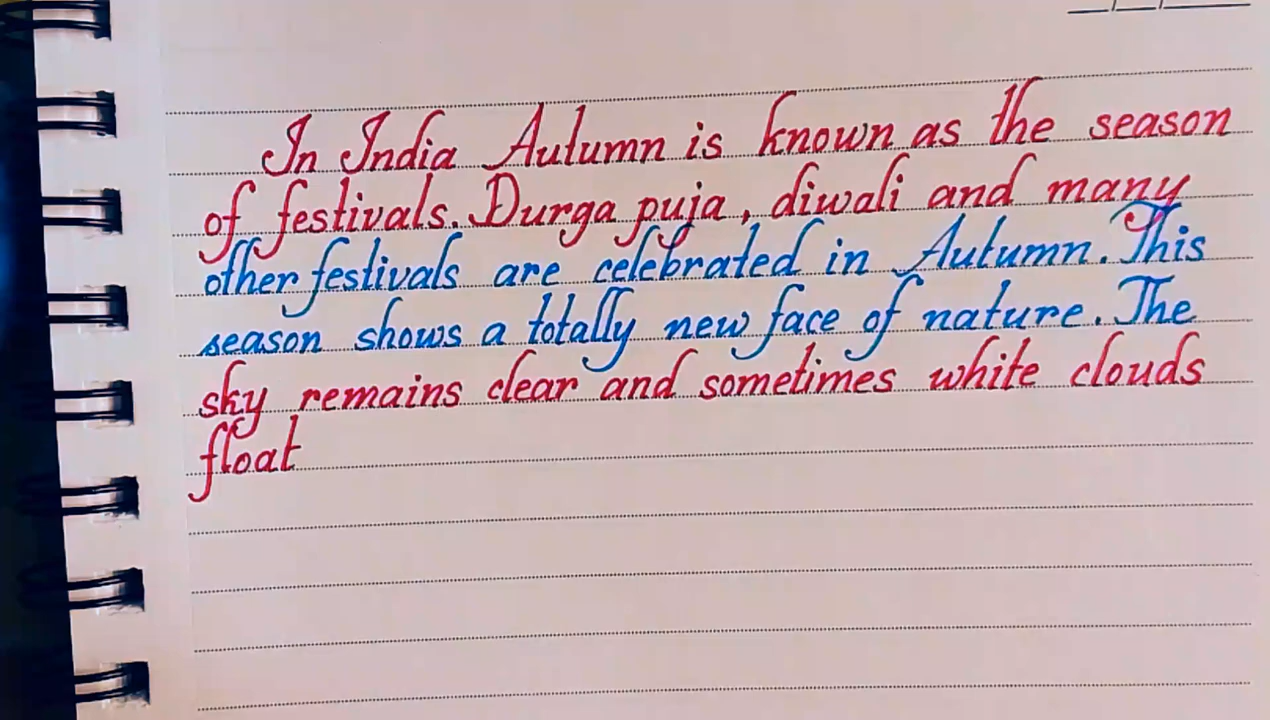 In India Autumn is known as the season
of festivals. Durga puja, diwali and many
other festivals are celebrated in Autumn. This
season shows a totally new face of nature. The
sky remains clear and sometimes white clouds
float